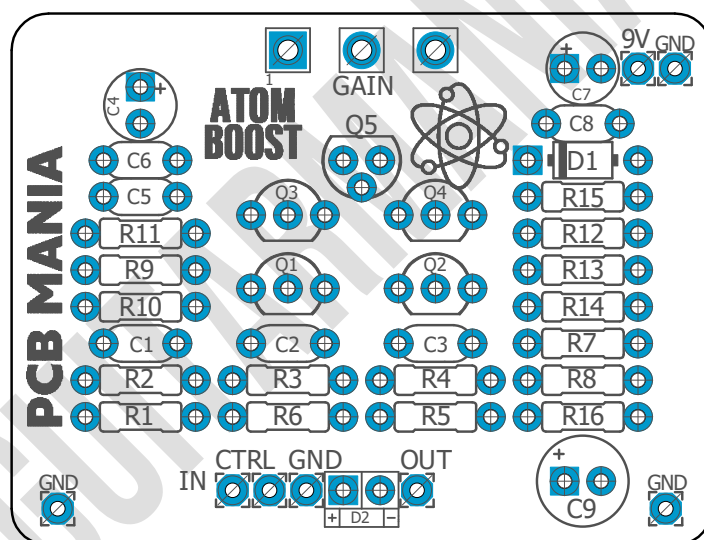 9V GND
+
1
GAIN
C7
C4
+
ATOM
BOOST
Q5
C8
C6
D1
C5
Q3
Q4
R15
R11
R12
R9
Q1
Q2
R13
R10
R14
C1
C2
C3
R7
R2
R3
R4
R8
R1
R6
R5
R16
PCB MANIA
IN CTRL GND OUT
+ D2 −
+
C9
GND
GND